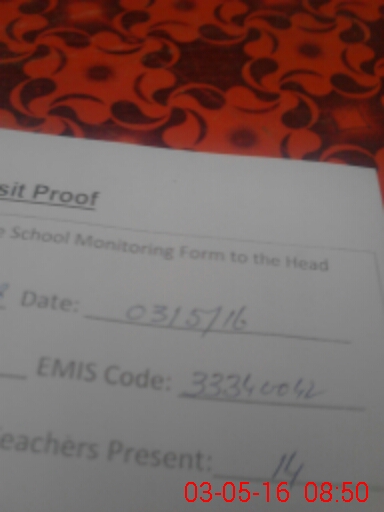 sit Proof
e School Monitoring Form to the Head
Date: 03/5/16
EMIS Code: 33340042
eachers Present: 14
03-05-16 08:50